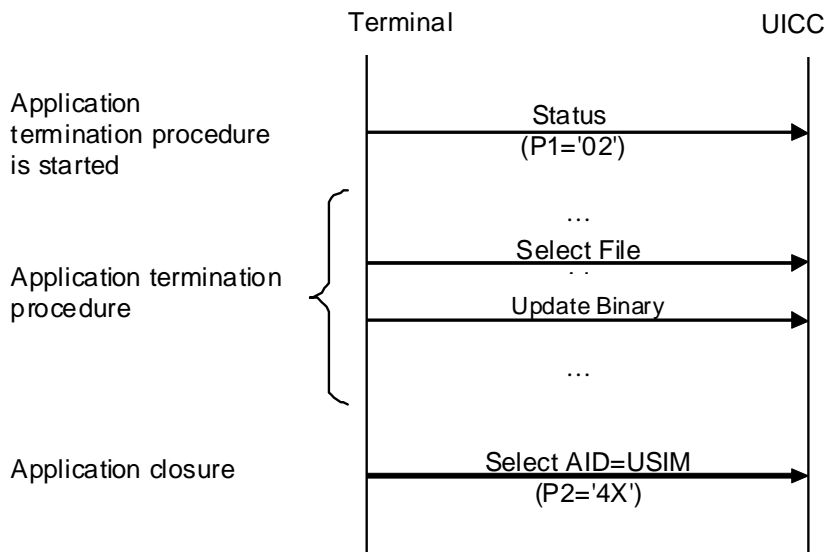 Terminal
UICC
Application
termination procedure
is started
Status
(P1='02')
...
Select File
. .
Application termination
procedure
Update Binary
...
Application closure
Select AID=USIM
(P2='4X')